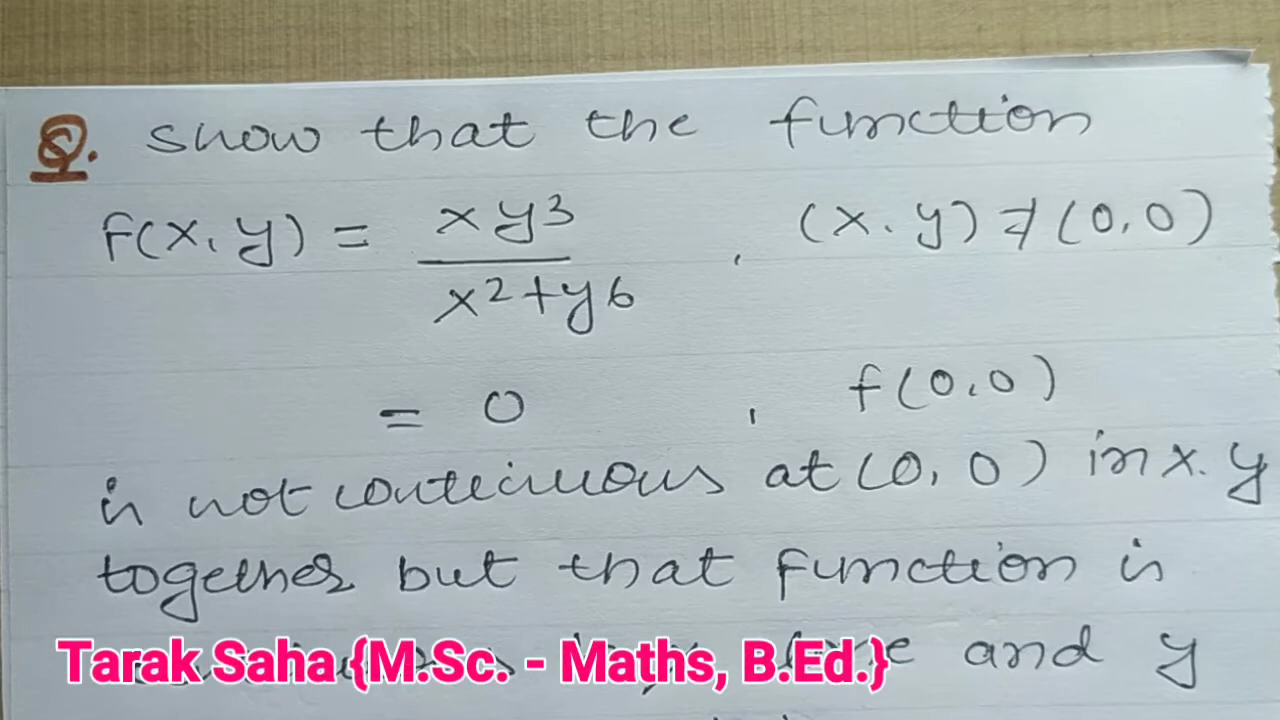 Q. show that the function
f(x, y) = xy3 / x2+y6 , (x. y) ≠ (0,0)
= 0 , f(0,0)
is not continuous at (0, 0) in x. y
together but that function is
and y
Tarak Saha {M.Sc. - Maths, B.Ed.}